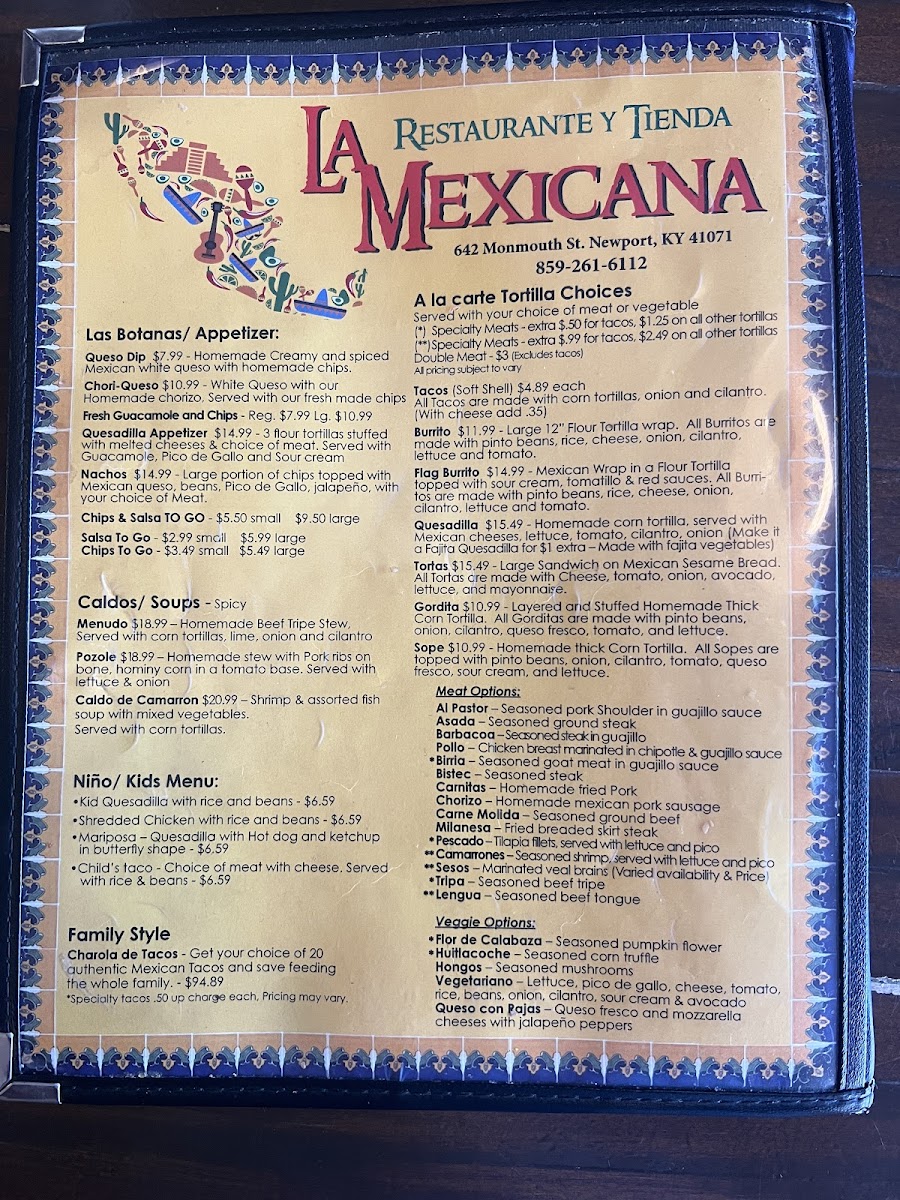 LA RESTAURANTE Y TIENDA
MEXICANA
642 Monmouth St. Newport, KY 41071
859-261-6112
Las Botanas/ Appetizer:
Queso Dip $7.99 - Homemade Creamy and spiced
Mexican white queso with homemade chips.
Chori-Queso $10.99 - White Queso with our
Homemade chorizo. Served with our fresh made chips
Fresh Guacamole and Chips - Reg. $7.99 Lg. $10.99
Quesadilla Appetizer $14.99 - 3 flour tortillas stuffed
with melted cheeses & choice of meat. Served with
Guacamole, Pico de Gallo and Sour cream
Nachos $14.99 - Large portion of chips topped with
Mexican queso, beans, Pico de Gallo, jalapeño, with
your choice of Meat.
Chips & Salsa TO GO - $5.50 small $9.50 large
Salsa To Go - $2.99 small $5.99 large
Chips To Go - $3.49 small $5.49 large
Caldos/ Soups - Spicy
Menudo $18.99 – Homemade Beef Tripe Stew,
Served with corn tortillas, lime, onion and cilantro
Pozole $18.99 – Homemade stew with Pork ribs on
bone, hominy corn in a tomato base. Served with
lettuce & onion
Caldo de Camarron $20.99 – Shrimp & assorted fish
soup with mixed vegetables.
Served with corn tortillas.
Niño/ Kids Menu:
•Kid Quesadilla with rice and beans - $6.59
•Shredded Chicken with rice and beans - $6.59
•Mariposa – Quesadilla with Hot dog and ketchup
in butterfly shape - $6.59
•Child's taco - Choice of meat with cheese. Served
with rice & beans - $6.59
Family Style
Charola de Tacos - Get your choice of 20
authentic Mexican Tacos and save feeding
the whole family. - $94.89
*Specialty tacos .50 up charge each, Pricing may vary.
A la carte Tortilla Choices
Served with your choice of meat or vegetable
(*) Specialty Meats - extra $.50 for tacos, $1.25 on all other tortillas
(**)Specialty Meats - extra $.99 for tacos, $2.49 on all other tortillas
Double Meat - $3 (Excludes tacos)
All pricing subject to vary
Tacos (Soft Shell) $4.89 each
All Tacos are made with corn tortillas, onion and cilantro.
(With cheese add .35)
Burrito $11.99 - Large 12" Flour Tortilla wrap. All Burritos are
made with pinto beans, rice, cheese, onion, cilantro,
lettuce and tomato.
Flag Burrito $14.99 - Mexican Wrap in a Flour Tortilla
topped with sour cream, tomatillo & red sauces. All Burri-
tos are made with pinto beans, rice, cheese, onion,
cilantro, lettuce and tomato.
Quesadilla $15.49 - Homemade corn tortilla, served with
Mexican cheeses, lettuce, tomato, cilantro, onion (Make it
a Fajita Quesadilla for $1 extra – Made with fajita vegetables)
Tortas $15.49 - Large Sandwich on Mexican Sesame Bread.
All Tortas are made with Cheese, tomato, onion, avocado,
lettuce, and mayonnaise.
Gordita $10.99 - Layered and Stuffed Homemade Thick
Corn Tortilla. All Gorditas are made with pinto beans,
onion, cilantro, queso fresco, tomato, and lettuce.
Sope $10.99 - Homemade thick Corn Tortilla. All Sopes are
topped with pinto beans, onion, cilantro, tomato, queso
fresco, sour cream, and lettuce.
Meat Options:
Al Pastor – Seasoned pork Shoulder in guajillo sauce
Asada – Seasoned ground steak
Barbacoa – Seasoned steak in guajillo
Pollo – Chicken breast marinated in chipotle & guajillo sauce
*Birria – Seasoned goat meat in guajillo sauce
Bistec – Seasoned steak
Carnitas – Homemade fried Pork
Chorizo – Homemade mexican pork sausage
Carne Molida – Seasoned ground beef
Milanesa – Fried breaded skirt steak
*Pescado – Tilapia fillets, served with lettuce and pico
**Camarrones – Seasoned shrimp, served with lettuce and pico
**Sesos – Marinated veal brains (Varied availability & Price)
*Tripa – Seasoned beef tripe
**Lengua – Seasoned beef tongue
Veggie Options:
*Flor de Calabaza – Seasoned pumpkin flower
*Huitlacoche – Seasoned corn truffle
Hongos – Seasoned mushrooms
Vegetariano – Lettuce, pico de gallo, cheese, tomato,
rice, beans, onion, cilantro, sour cream & avocado
Queso con Rajas – Queso fresco and mozzarella
cheeses with jalapeño peppers